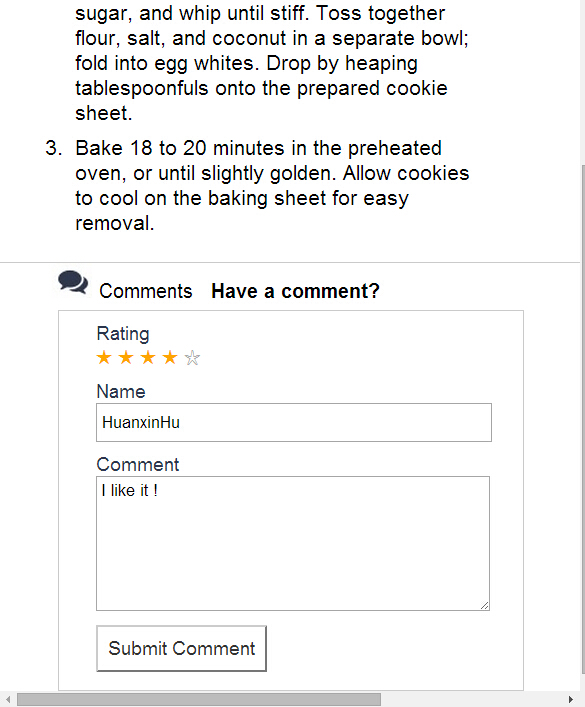 sugar, and whip until stiff. Toss together
flour, salt, and coconut in a separate bowl;
fold into egg whites. Drop by heaping
tablespoonfuls onto the prepared cookie
sheet.
3. Bake 18 to 20 minutes in the preheated
oven, or until slightly golden. Allow cookies
to cool on the baking sheet for easy
removal.
Comments Have a comment?
Rating
Name
HuanxinHu
Comment
I like it !
Submit Comment